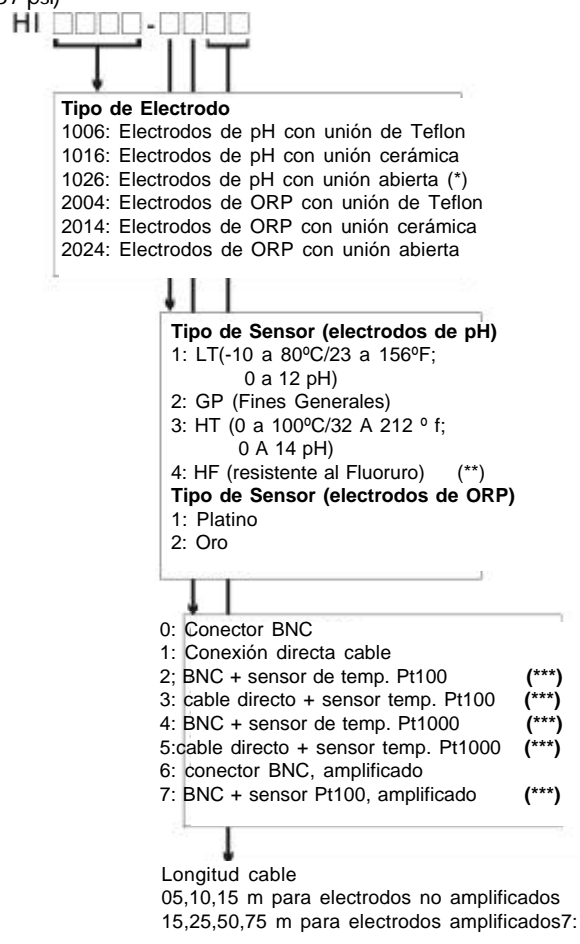 37 psi)
HI □□□□-□□□□
Tipo de Electrodo
1006: Electrodos de pH con unión de Teflon
1016: Electrodos de pH con unión cerámica
1026: Electrodos de pH con unión abierta (*)
2004: Electrodos de ORP con unión de Teflon
2014: Electrodos de ORP con unión cerámica
2024: Electrodos de ORP con unión abierta
Tipo de Sensor (electrodos de pH)
1: LT(-10 a 80ºC/23 a 156ºF;
0 a 12 pH)
2: GP (Fines Generales)
3: HT (0 a 100ºC/32 A 212 º f;
0 A 14 pH)
4: HF (resistente al Fluoruro) (**)
Tipo de Sensor (electrodos de ORP)
1: Platino
2: Oro
0: Conector BNC
1: Conexión directa cable
2; BNC + sensor de temp. Pt100 (***)
3: cable directo + sensor temp. Pt100 (***)
4: BNC + sensor de temp. Pt1000 (***)
5:cable directo + sensor temp. Pt1000 (***)
6: conector BNC, amplificado
7: BNC + sensor Pt100, amplificado (***)
Longitud cable
05,10,15 m para electrodos no amplificados
15,25,50,75 m para electrodos amplificados7: